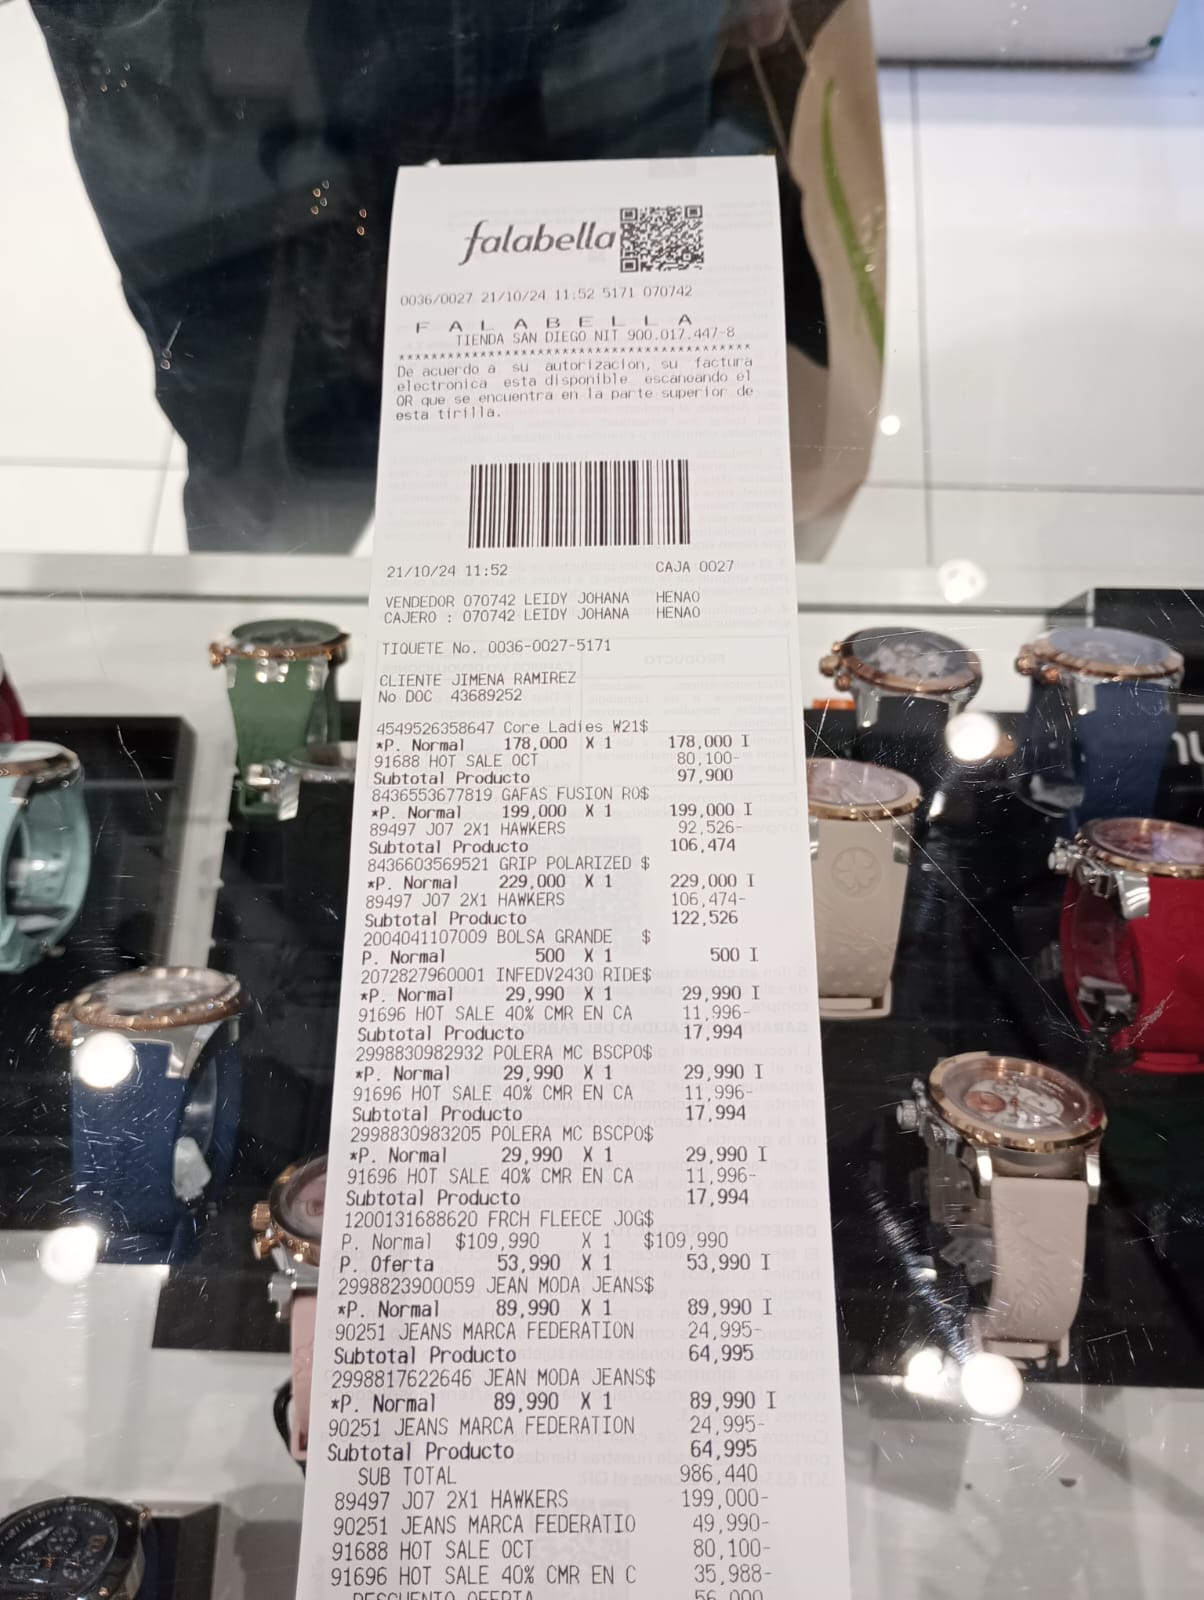 falabella
0036/0027 21/10/24 11:52 5171 070742
F A L A B E L L A
TIENDA SAN DIEGO NIT 900.017.447-8
******************************************
De acuerdo a su autorizacion, su factura
electronica esta disponible escaneando el
QR que se encuentra en la parte superior de
esta tirilla.
21/10/24 11:52 CAJA 0027
VENDEDOR 070742 LEIDY JOHANA HENAO
CAJERO : 070742 LEIDY JOHANA HENAO
TIQUETE No. 0036-0027-5171
CLIENTE JIMENA RAMIREZ
No DOC 43689252
4549526358647 Core Ladies W21$
*P. Normal 178,000 X 1 178,000 I
91688 HOT SALE OCT 80,100-
Subtotal Producto 97,900
8436553677819 GAFAS FUSION RO$
*P. Normal 199,000 X 1 199,000 I
89497 J07 2X1 HAWKERS 92,526-
Subtotal Producto 106,474
8436603569521 GRIP POLARIZED $
*P. Normal 229,000 X 1 229,000 I
89497 J07 2X1 HAWKERS 106,474-
Subtotal Producto 122,526
2004041107009 BOLSA GRANDE $
P. Normal 500 X 1 500 I
2072827960001 INFEDV2430 RIDE$
*P. Normal 29,990 X 1 29,990 I
91696 HOT SALE 40% CMR EN CA 11,996-
Subtotal Producto 17,994
2998830982932 POLERA MC BSCPO$
*P. Normal 29,990 X 1 29,990 I
91696 HOT SALE 40% CMR EN CA 11,996-
Subtotal Producto 17,994
2998830983205 POLERA MC BSCPO$
*P. Normal 29,990 X 1 29,990 I
91696 HOT SALE 40% CMR EN CA 11,996-
Subtotal Producto 17,994
1200131688620 FRCH FLEECE JOG$
P. Normal $109,990 X 1 $109,990
P. Oferta 53,990 X 1 53,990 I
2998823900059 JEAN MODA JEANS$
*P. Normal 89,990 X 1 89,990 I
90251 JEANS MARCA FEDERATION 24,995-
Subtotal Producto 64,995
2998817622646 JEAN MODA JEANS$
*P. Normal 89,990 X 1 89,990 I
90251 JEANS MARCA FEDERATION 24,995-
Subtotal Producto 64,995
SUB TOTAL 986,440
89497 J07 2X1 HAWKERS 199,000-
90251 JEANS MARCA FEDERATIO 49,990-
91688 HOT SALE OCT 80,100-
91696 HOT SALE 40% CMR EN C 35,988-
DESCUENTO OFERTA 56,000